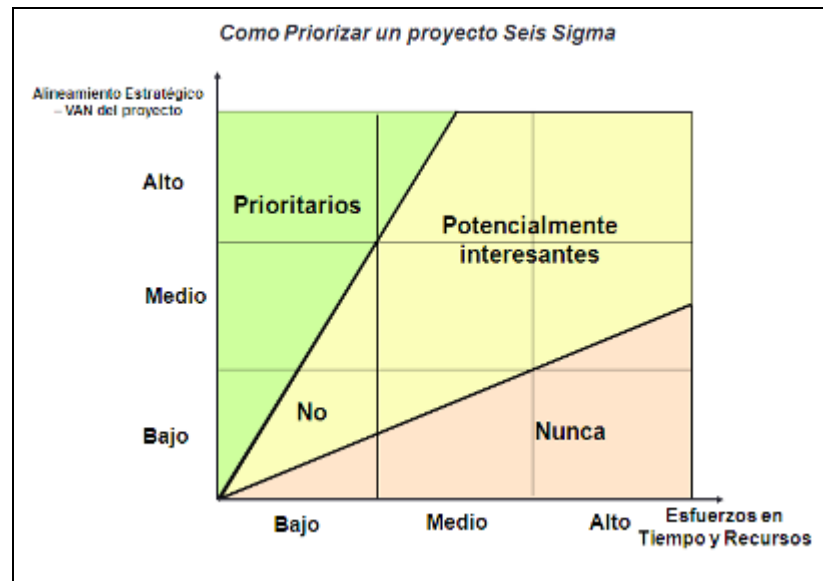 Como Priorizar un proyecto Seis Sigma
Alineamiento Estratégico
– VAN del proyecto
Alto
Prioritarios
Potencialmente
interesantes
Medio
No
Bajo
Nunca
Bajo
Medio
Alto
Esfuerzos en
Tiempo y Recursos